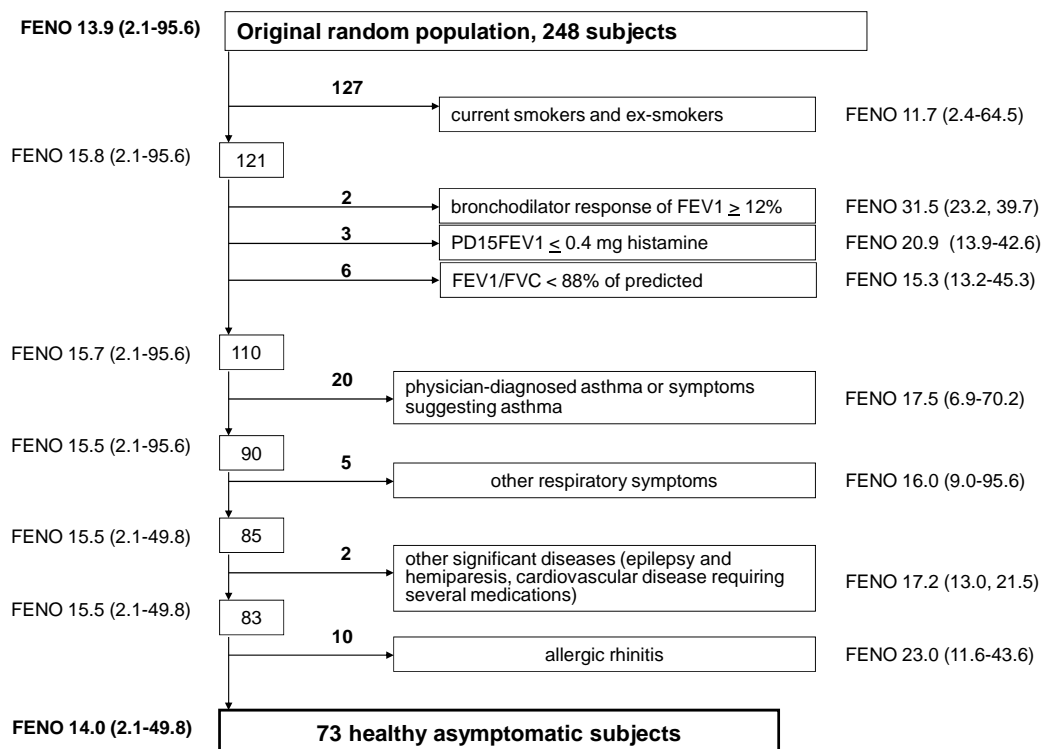 FENO 13.9 (2.1-95.6)
Original random population, 248 subjects
127
current smokers and ex-smokers
FENO 11.7 (2.4-64.5)
FENO 15.8 (2.1-95.6)
121
2
bronchodilator response of FEV1 ≥ 12%
FENO 31.5 (23.2, 39.7)
3
PD15FEV1 ≤ 0.4 mg histamine
FENO 20.9 (13.9-42.6)
6
FEV1/FVC < 88% of predicted
FENO 15.3 (13.2-45.3)
FENO 15.7 (2.1-95.6)
110
20
physician-diagnosed asthma or symptoms
suggesting asthma
FENO 17.5 (6.9-70.2)
FENO 15.5 (2.1-95.6)
90
5
other respiratory symptoms
FENO 16.0 (9.0-95.6)
FENO 15.5 (2.1-49.8)
85
2
other significant diseases (epilepsy and
hemiparesis, cardiovascular disease requiring
several medications)
FENO 17.2 (13.0, 21.5)
FENO 15.5 (2.1-49.8)
83
10
allergic rhinitis
FENO 23.0 (11.6-43.6)
FENO 14.0 (2.1-49.8)
73 healthy asymptomatic subjects